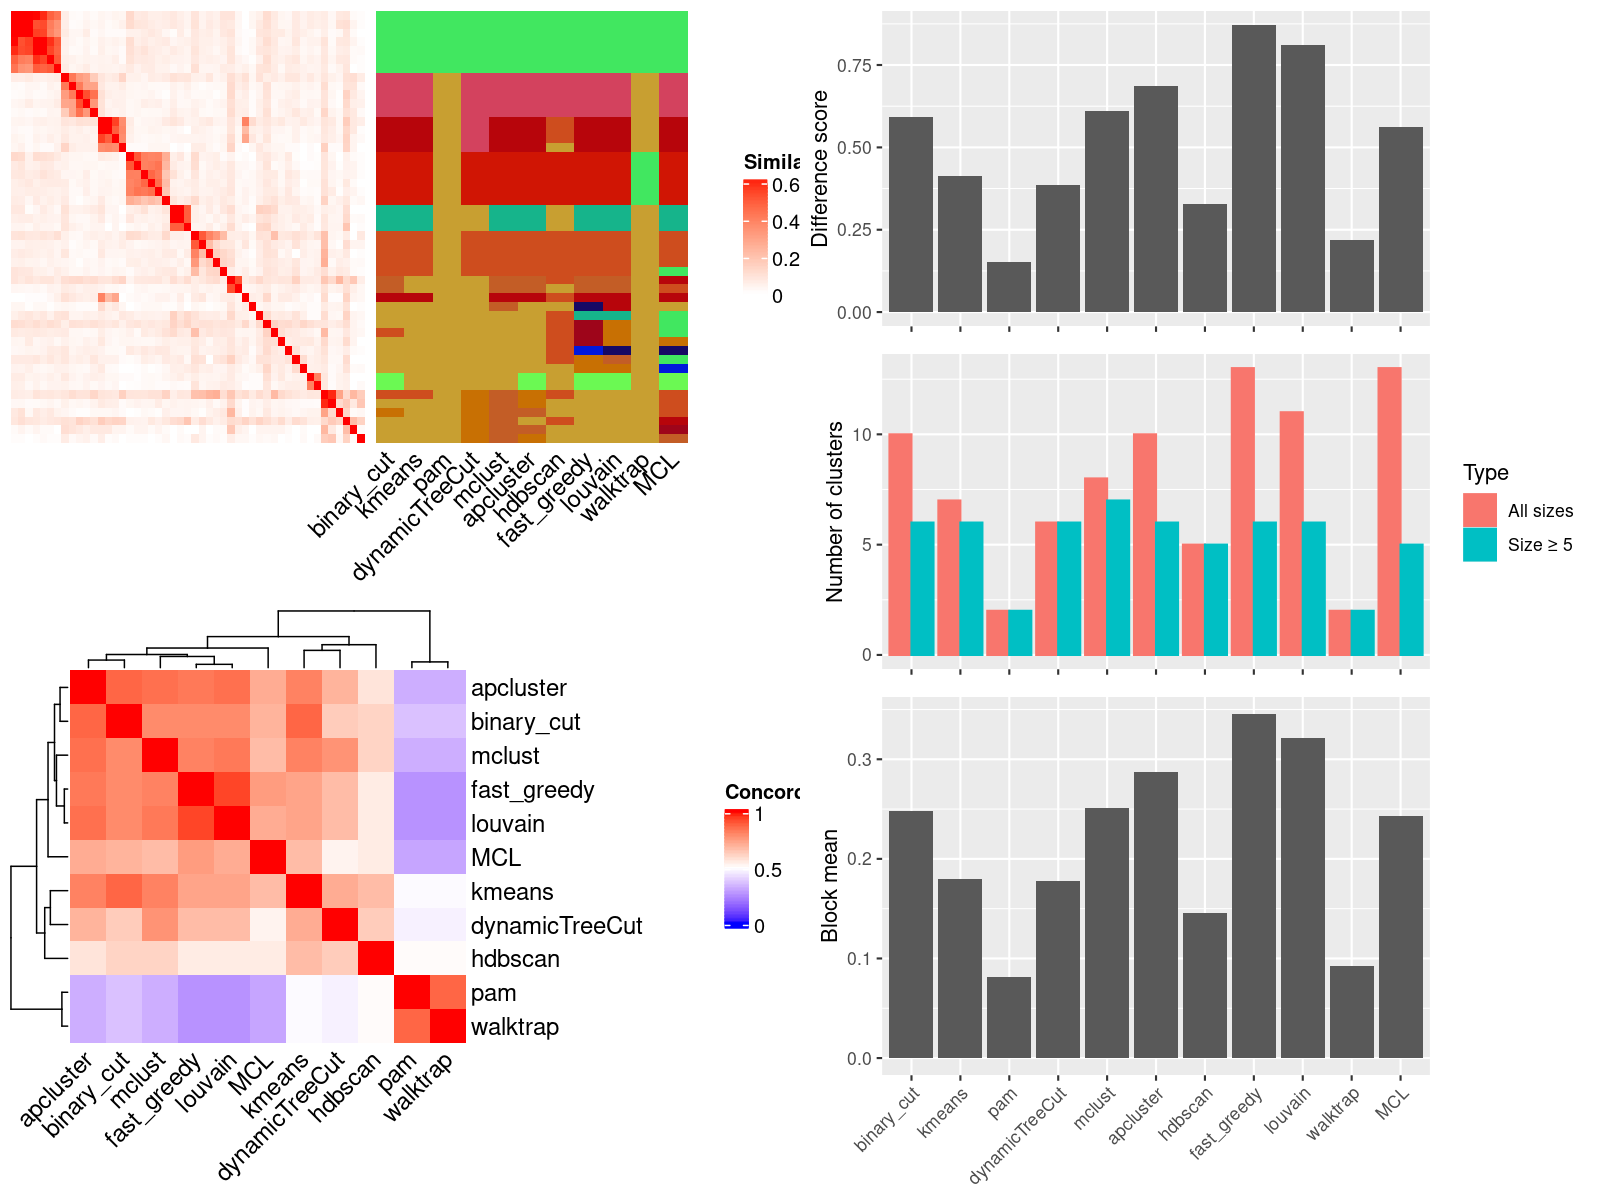 Simila
0.6
0.4
0.2
0
binary_cut
kmeans
pam
dynamicTreeCut
mclust
apcluster
hdbscan
fast_greedy
louvain
walktrap
MCL
Difference score
0.75
0.50
0.25
0.00
Number of clusters
10
5
0
Type
All sizes
Size ≥ 5
Block mean
0.3
0.2
0.1
0.0
binary_cut
kmeans
pam
dynamicTreeCut
mclust
apcluster
hdbscan
fast_greedy
louvain
walktrap
MCL
apcluster
binary_cut
mclust
fast_greedy
louvain
MCL
kmeans
dynamicTreeCut
hdbscan
pam
walktrap
apcluster
binary_cut
mclust
fast_greedy
louvain
MCL
kmeans
dynamicTreeCut
hdbscan
pam
walktrap
Concord
1
0.5
0